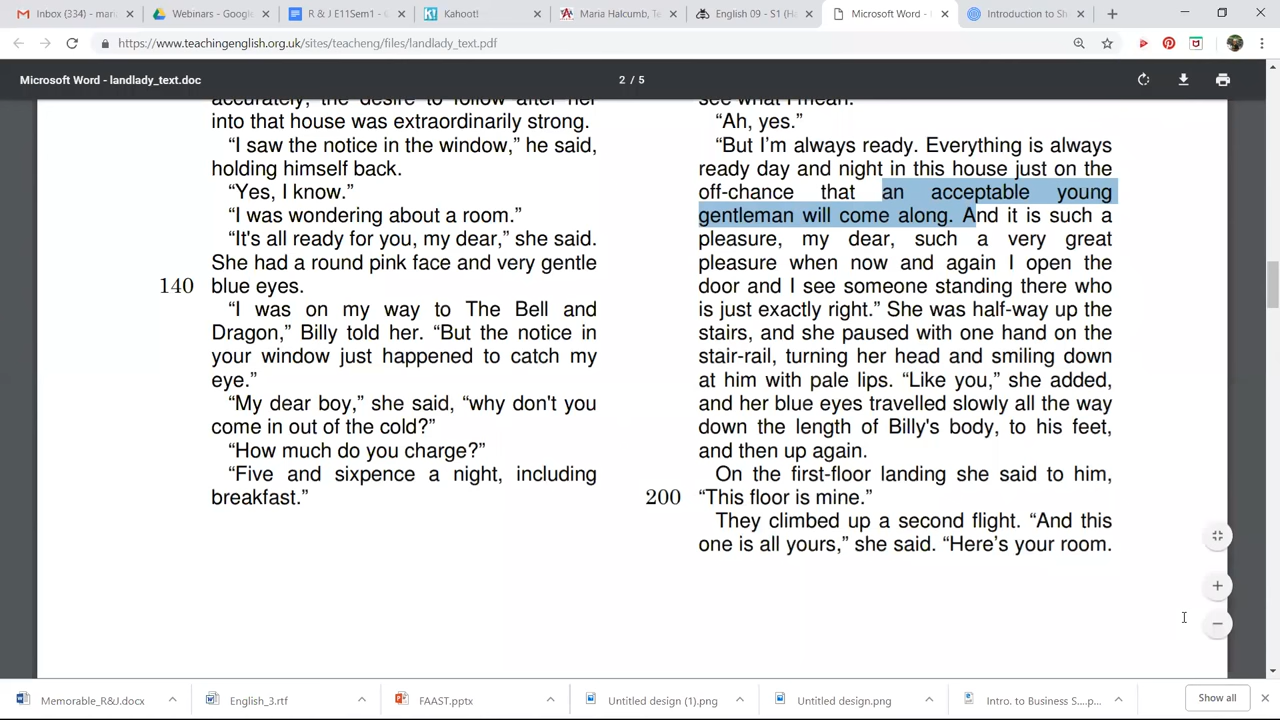 Inbox (334) - mari
Webinars - Google
R & J E11Sem1 - G
Kahoot!
Maria Halcumb, Te
English 09 - S1 (Ho
Microsoft Word - l
Introduction to Sh
https://www.teachingenglish.org.uk/sites/teacheng/files/landlady_text.pdf
Microsoft Word - landlady_text.doc
2 / 5
accurately, the desire to follow after her
into that house was extraordinarily strong.
“I saw the notice in the window,” he said,
holding himself back.
“Yes, I know.”
“I was wondering about a room.”
“It's all ready for you, my dear,” she said.
She had a round pink face and very gentle
140 blue eyes.
“I was on my way to The Bell and
Dragon,” Billy told her. “But the notice in
your window just happened to catch my
eye.”
“My dear boy,” she said, “why don't you
come in out of the cold?”
“How much do you charge?”
“Five and sixpence a night, including
breakfast.”
see what I mean.
“Ah, yes.”
“But I’m always ready. Everything is always
ready day and night in this house just on the
off-chance that an acceptable young
gentleman will come along. And it is such a
pleasure, my dear, such a very great
pleasure when now and again I open the
door and I see someone standing there who
is just exactly right.” She was half-way up the
stairs, and she paused with one hand on the
stair-rail, turning her head and smiling down
at him with pale lips. “Like you,” she added,
and her blue eyes travelled slowly all the way
down the length of Billy's body, to his feet,
and then up again.
On the first-floor landing she said to him,
200 “This floor is mine.”
They climbed up a second flight. “And this
one is all yours,” she said. “Here’s your room.
Memorable_R&J.docx
English_3.rtf
FAAST.pptx
Untitled design (1).png
Untitled design.png
Intro. to Business S....p...
Show all